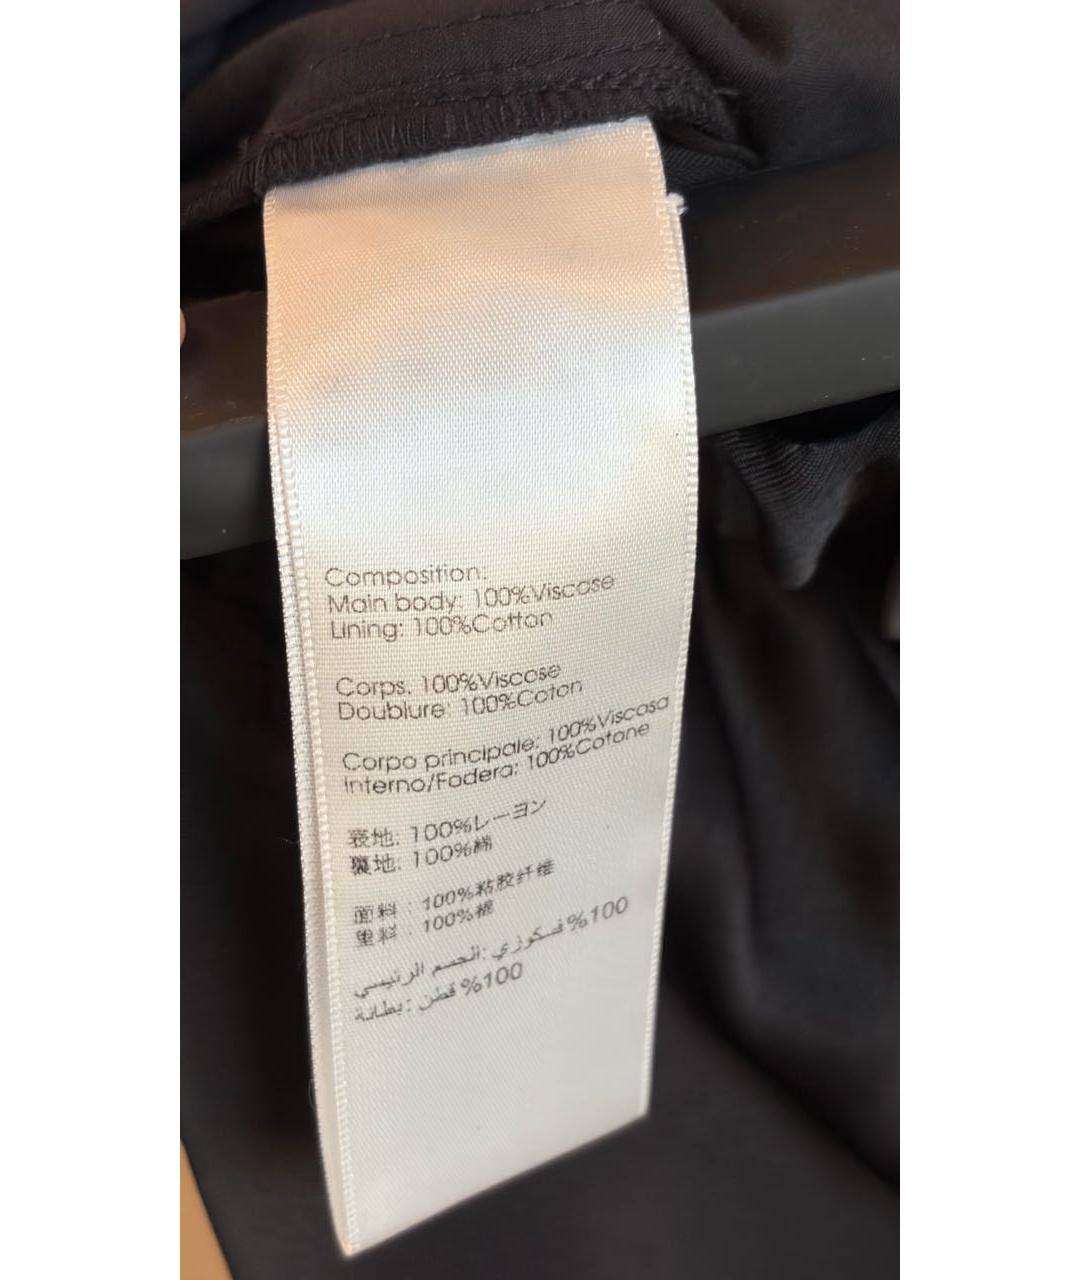 Composition:
Main body: 100%Viscose
Lining: 100%Cotton
Corps: 100%Viscose
Doublure: 100%Coton
Corpo principale: 100%Viscosa
Interno/Fodera: 100%Cotone
表地: 100%レーヨン
裏地: 100%綿
面料 : 100%粘胶纤维
里料 : 100%棉
الجسم الرئيسي: فسكوزي %100
بطانة: قطن %100